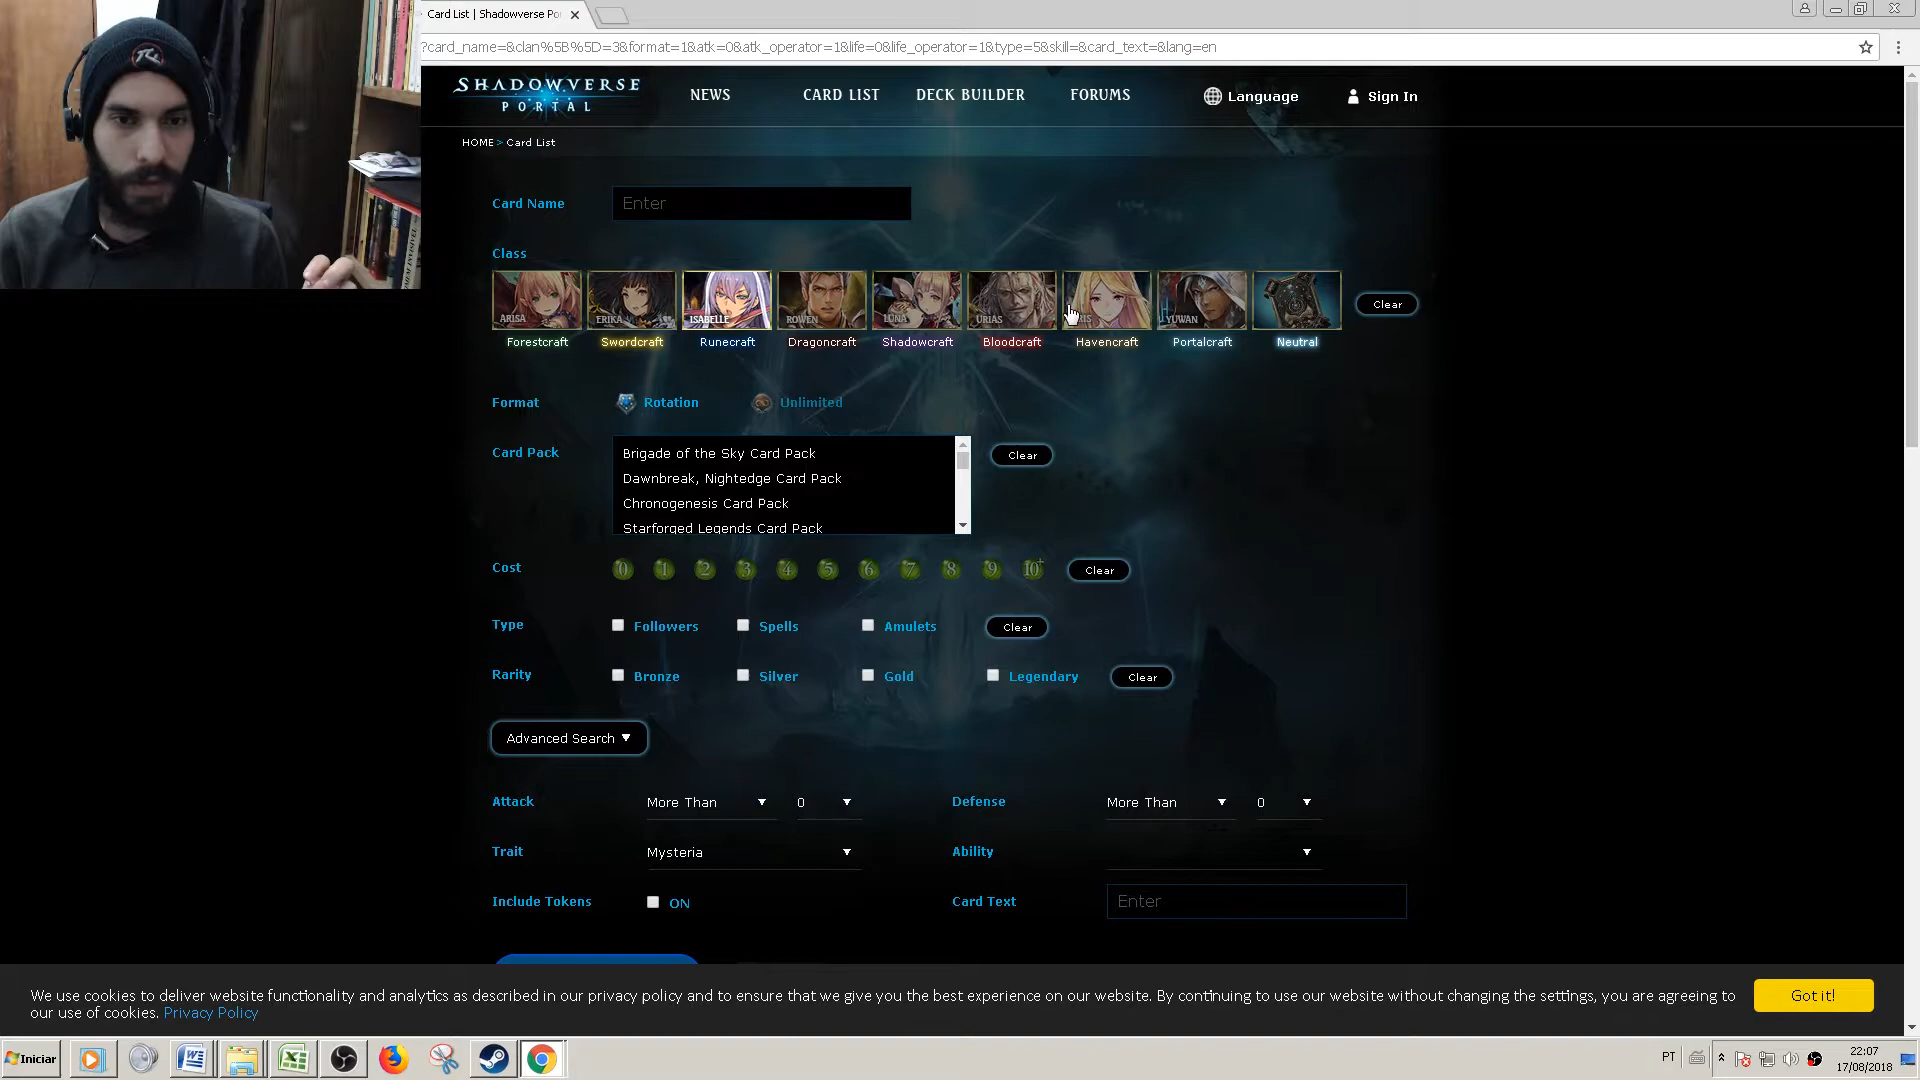 Card List | Shadowverse Po
?card_name=&clan%5B%5D=3&format=1&atk=0&atk_operator=1&life=0&life_operator=1&type=5&skill=&card_text=&lang=en
SHADOWVERSE
PORTAL
NEWS
CARD LIST
DECK BUILDER
FORUMS
Language
Sign In
HOME > Card List
Card Name
Enter
Class
ARISA
ERIKA
ISABELLE
ROWEN
LUNA
URIAS
YUWAN
Clear
Forestcraft
Swordcraft
Runecraft
Dragoncraft
Shadowcraft
Bloodcraft
Havencraft
Portalcraft
Neutral
Format
Rotation
Unlimited
Card Pack
Brigade of the Sky Card Pack
Dawnbreak, Nightedge Card Pack
Chronogenesis Card Pack
Starforged Legends Card Pack
Clear
Cost
0 1 2 3 4 5 6 7 8 9 10+
Clear
Type
Followers
Spells
Amulets
Clear
Rarity
Bronze
Silver
Gold
Legendary
Clear
Advanced Search ▼
Attack
More Than
0
Defense
More Than
0
Trait
Mysteria
Ability
Include Tokens
ON
Card Text
Enter
We use cookies to deliver website functionality and analytics as described in our privacy policy and to ensure that we give you the best experience on our website. By continuing to use our website without changing the settings, you are agreeing to
our use of cookies. Privacy Policy
Got it!
Iniciar
PT
22:07
17/08/2018